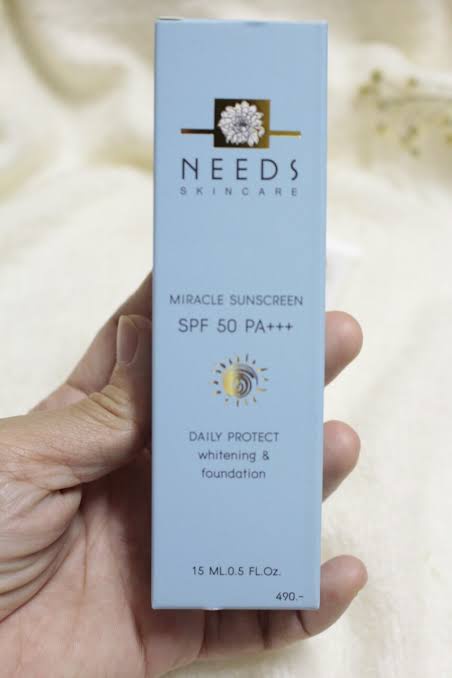 NEEDS
SKINCARE
MIRACLE SUNSCREEN
SPF 50 PA+++
DAILY PROTECT
whitening &
foundation
15 ML.0.5 FL.Oz.
490.-